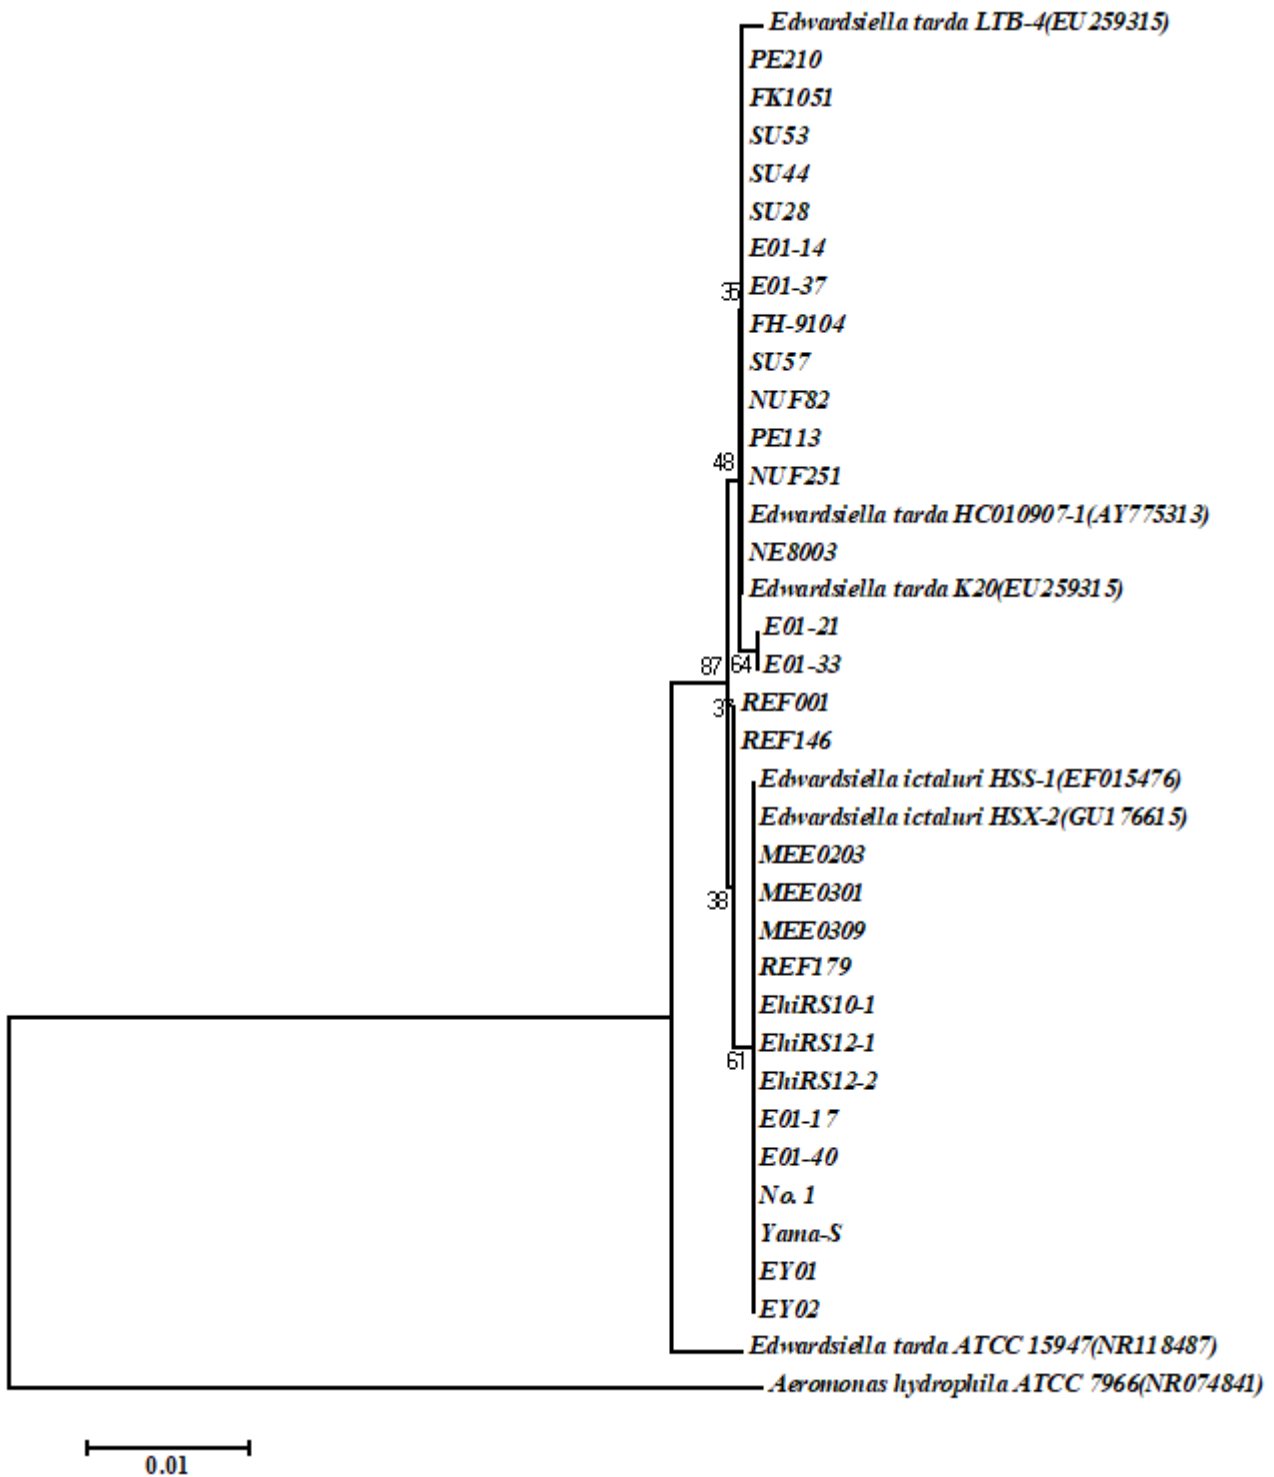 Edwardsiella tarda LTB-4(EU259315)
PE210
FK1051
SU53
SU44
SU28
E01-14
E01-37
35
FH-9104
SU57
NUF82
PE113
48
NUF251
Edwardsiella tarda HC010907-1(AY775313)
NE8003
Edwardsiella tarda K20(EU259315)
E01-21
87
64
E01-33
REF001
REF146
Edwardsiella ictaluri HSS-1(EF015476)
Edwardsiella ictaluri HSX-2(GU176615)
MEE0203
MEE0301
38
MEE0309
REF179
EhiRS10-1
EhiRS12-1
61
EhiRS12-2
E01-17
E01-40
No. 1
Yama-S
EY01
EY02
Edwardsiella tarda ATCC 15947(NR118487)
Aeromonas hydrophila ATCC 7966(NR074841)
0.01